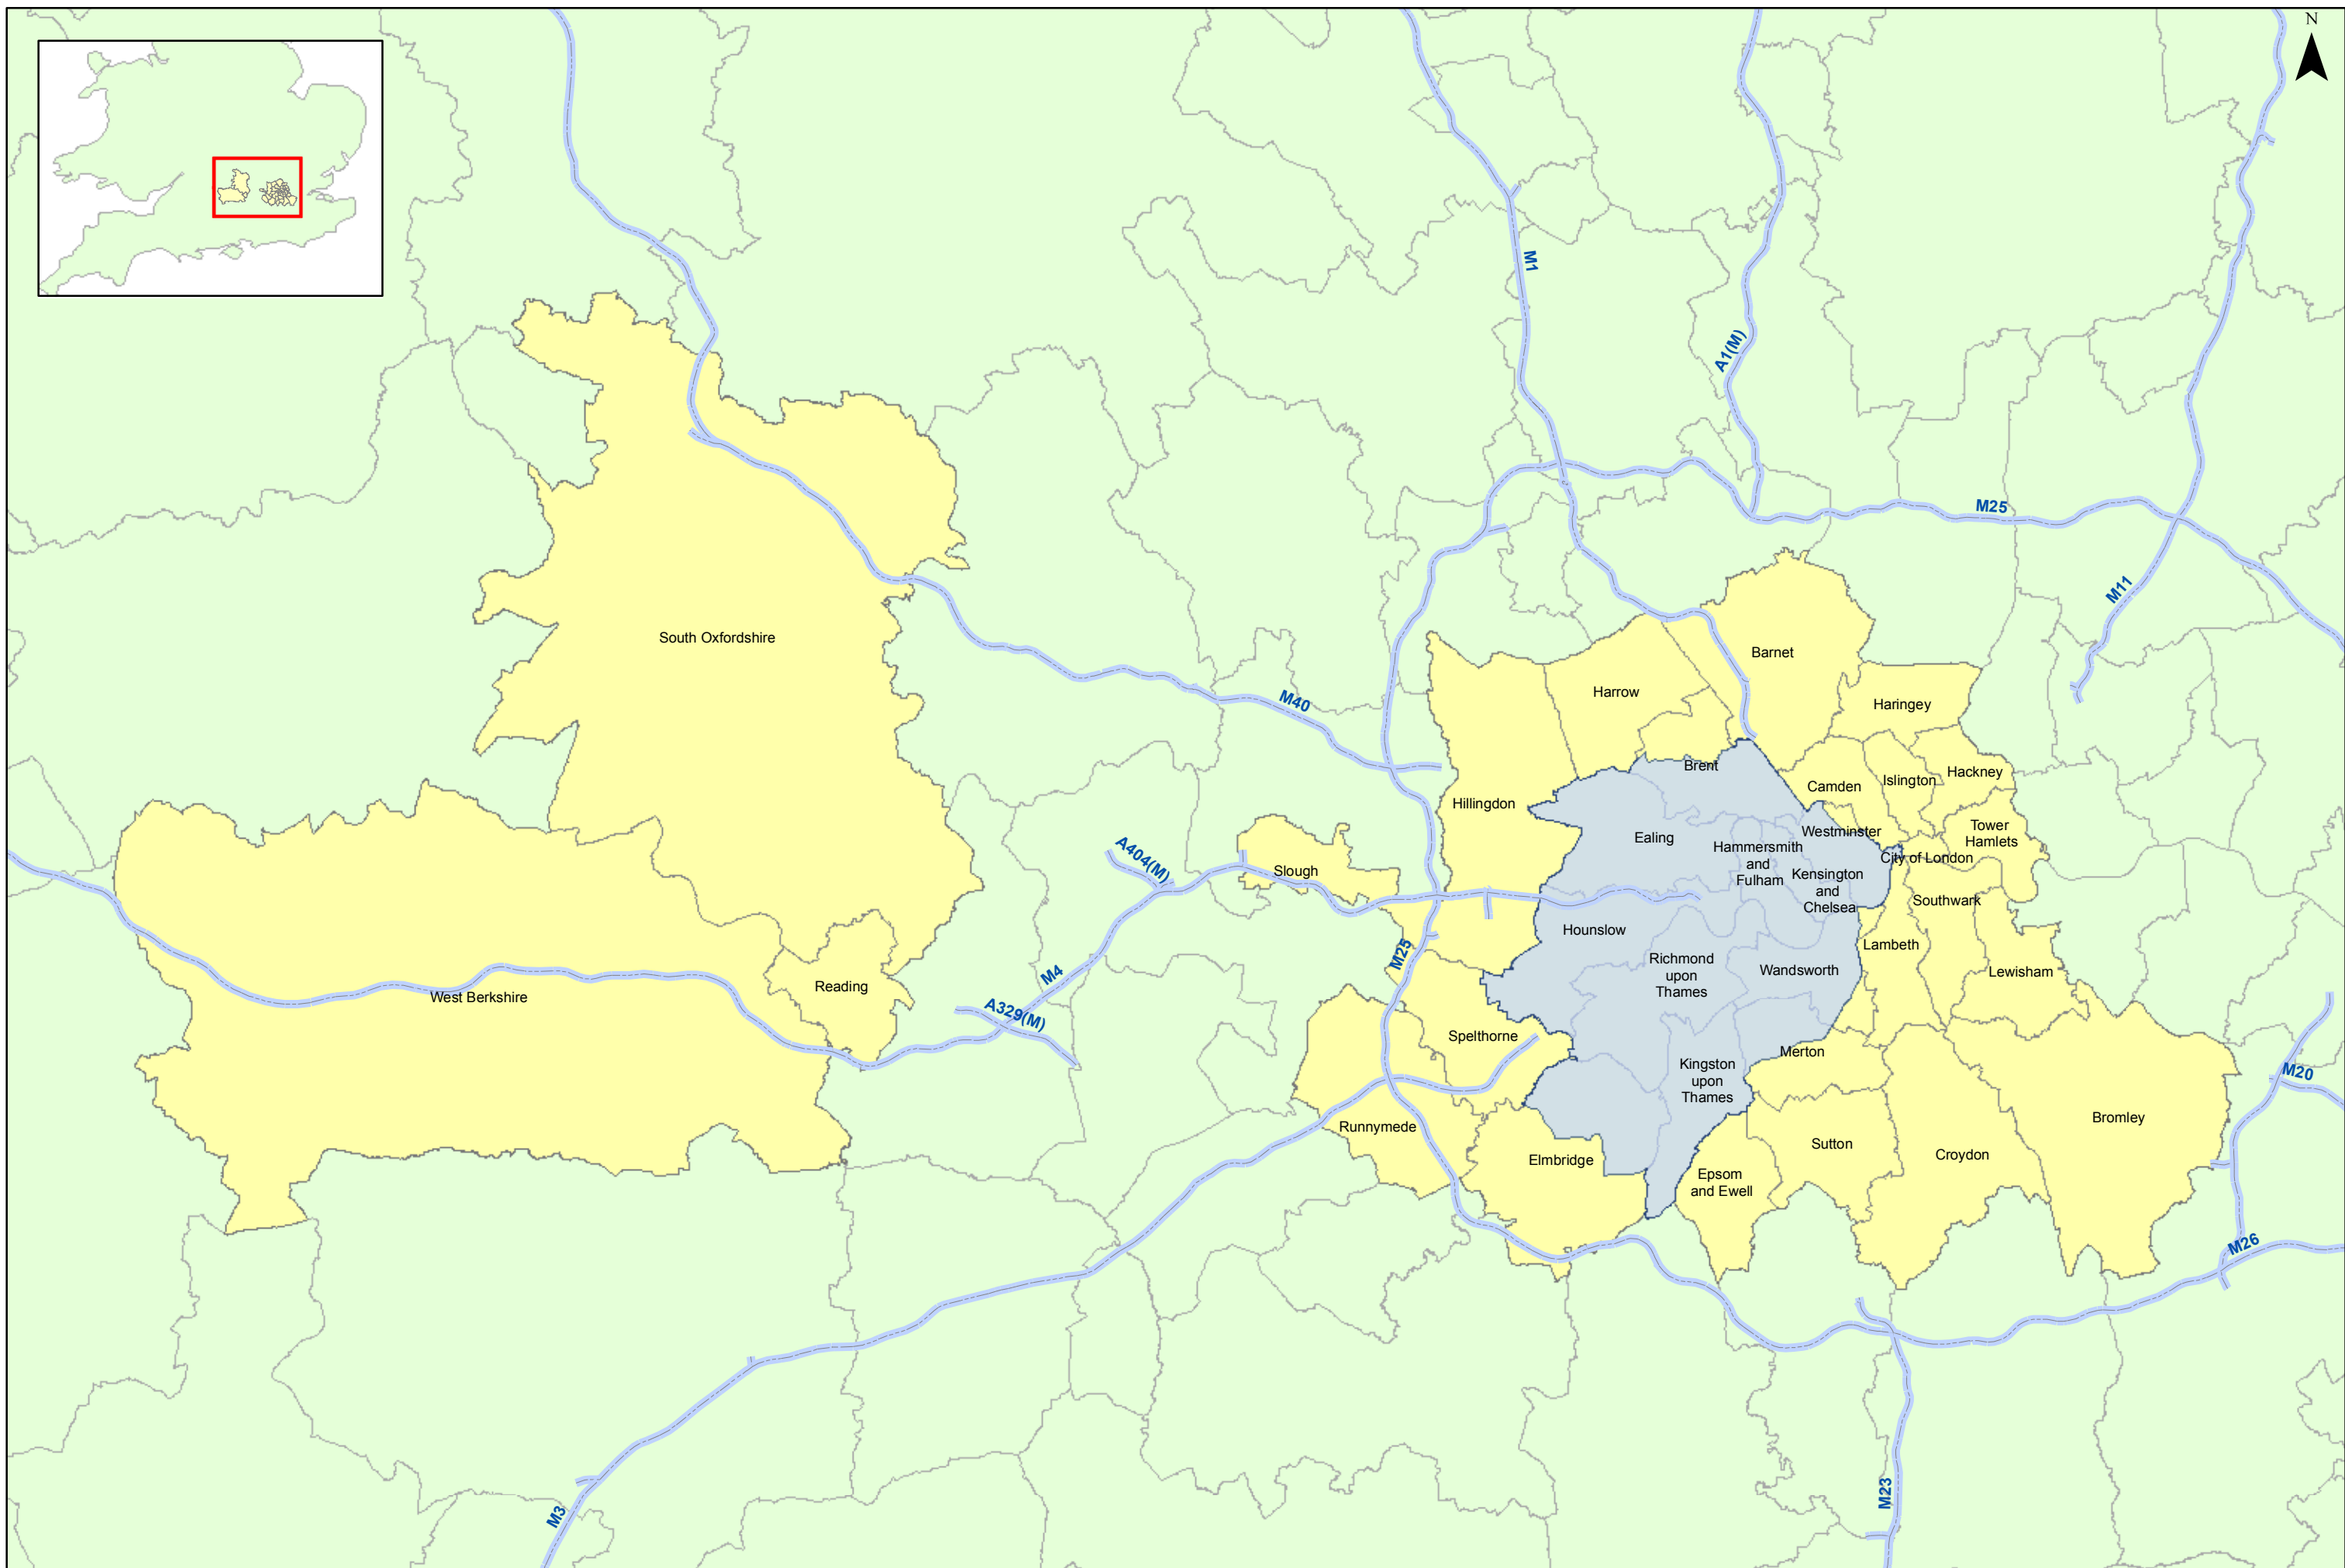 N
M1
A1(M)
M25
M11
South Oxfordshire
Barnet
Harrow
Haringey
M40
Brent
Hackney
Islington
Camden
Hillingdon
Ealing
Westminster
Tower
Hamlets
Hammersmith
and
Fulham
City of London
A404(M)
Slough
Kensington
and
Chelsea
Southwark
Hounslow
Lambeth
M25
Richmond
upon
Thames
Wandsworth
Lewisham
M4
Reading
West Berkshire
A329(M)
Spelthorne
Merton
Kingston
upon
Thames
M20
Bromley
Runnymede
Sutton
Croydon
Elmbridge
Epsom
and Ewell
M26
M23
M3